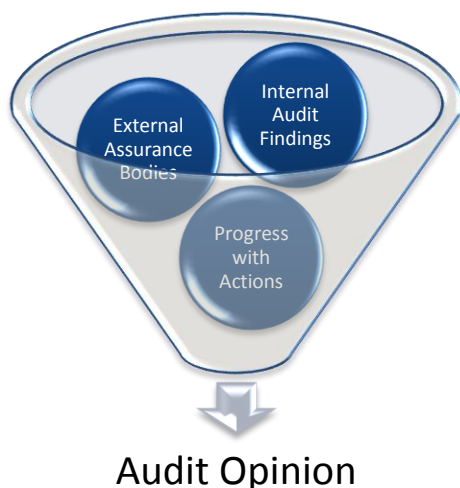 External
Assurance
Bodies
Internal
Audit
Findings
Progress
with
Actions
Audit Opinion